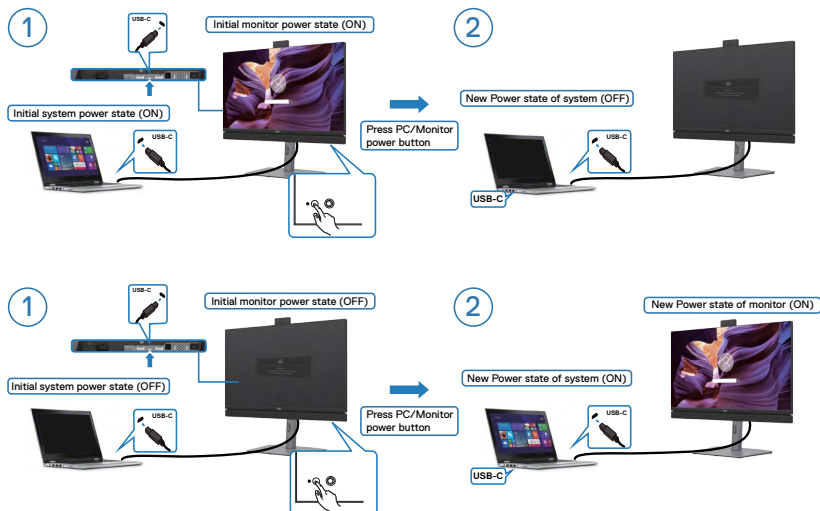 1
USB-C
Initial monitor power state (ON)
2
Initial system power state (ON)
USB-C
Press PC/Monitor
power button
New Power state of system (OFF)
USB-C
USB-C
1
USB-C
Initial monitor power state (OFF)
2
New Power state of monitor (ON)
Initial system power state (OFF)
USB-C
Press PC/Monitor
power button
New Power state of system (ON)
USB-C
USB-C